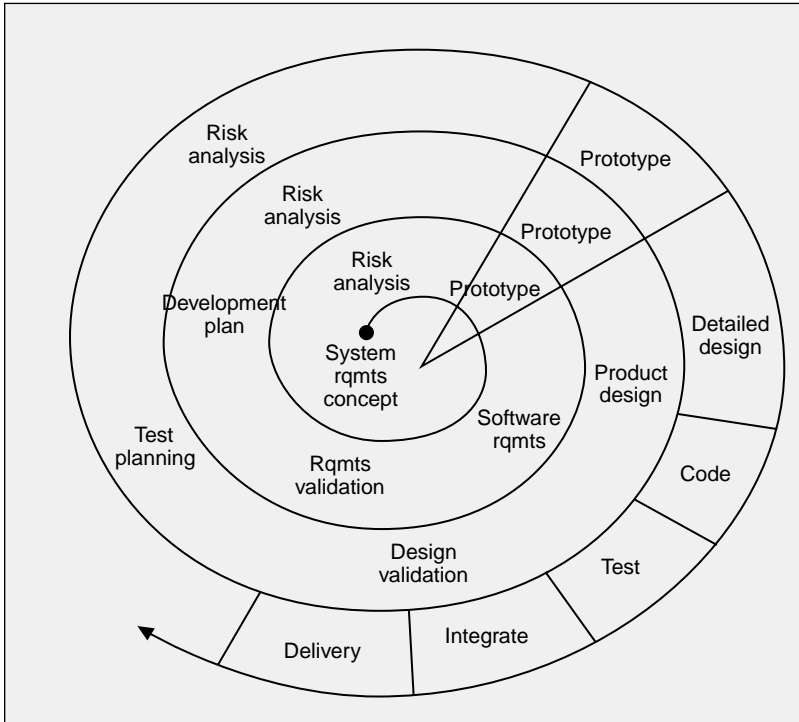 Risk
analysis
Prototype
Risk
analysis
Prototype
Risk
analysis
Prototype
Development
plan
System
rqmts
concept
Detailed
design
Product
design
Software
rqmts
Test
planning
Rqmts
validation
Code
Design
validation
Test
Integrate
Delivery